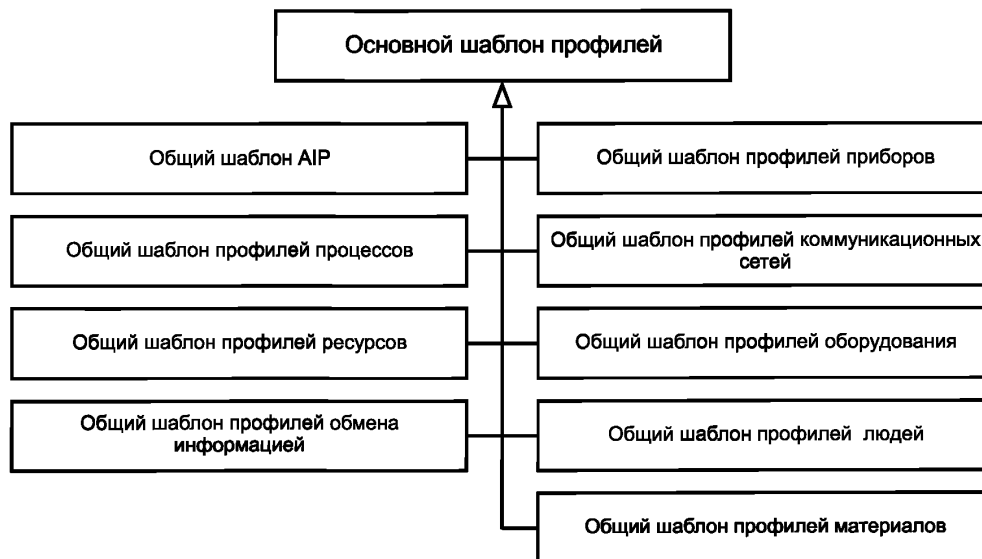 Основной шаблон профилей
Общий шаблон AIP
Общий шаблон профилей приборов
Общий шаблон профилей процессов
Общий шаблон профилей коммуникационных
сетей
Общий шаблон профилей ресурсов
Общий шаблон профилей оборудования
Общий шаблон профилей обмена
информацией
Общий шаблон профилей людей
Общий шаблон профилей материалов